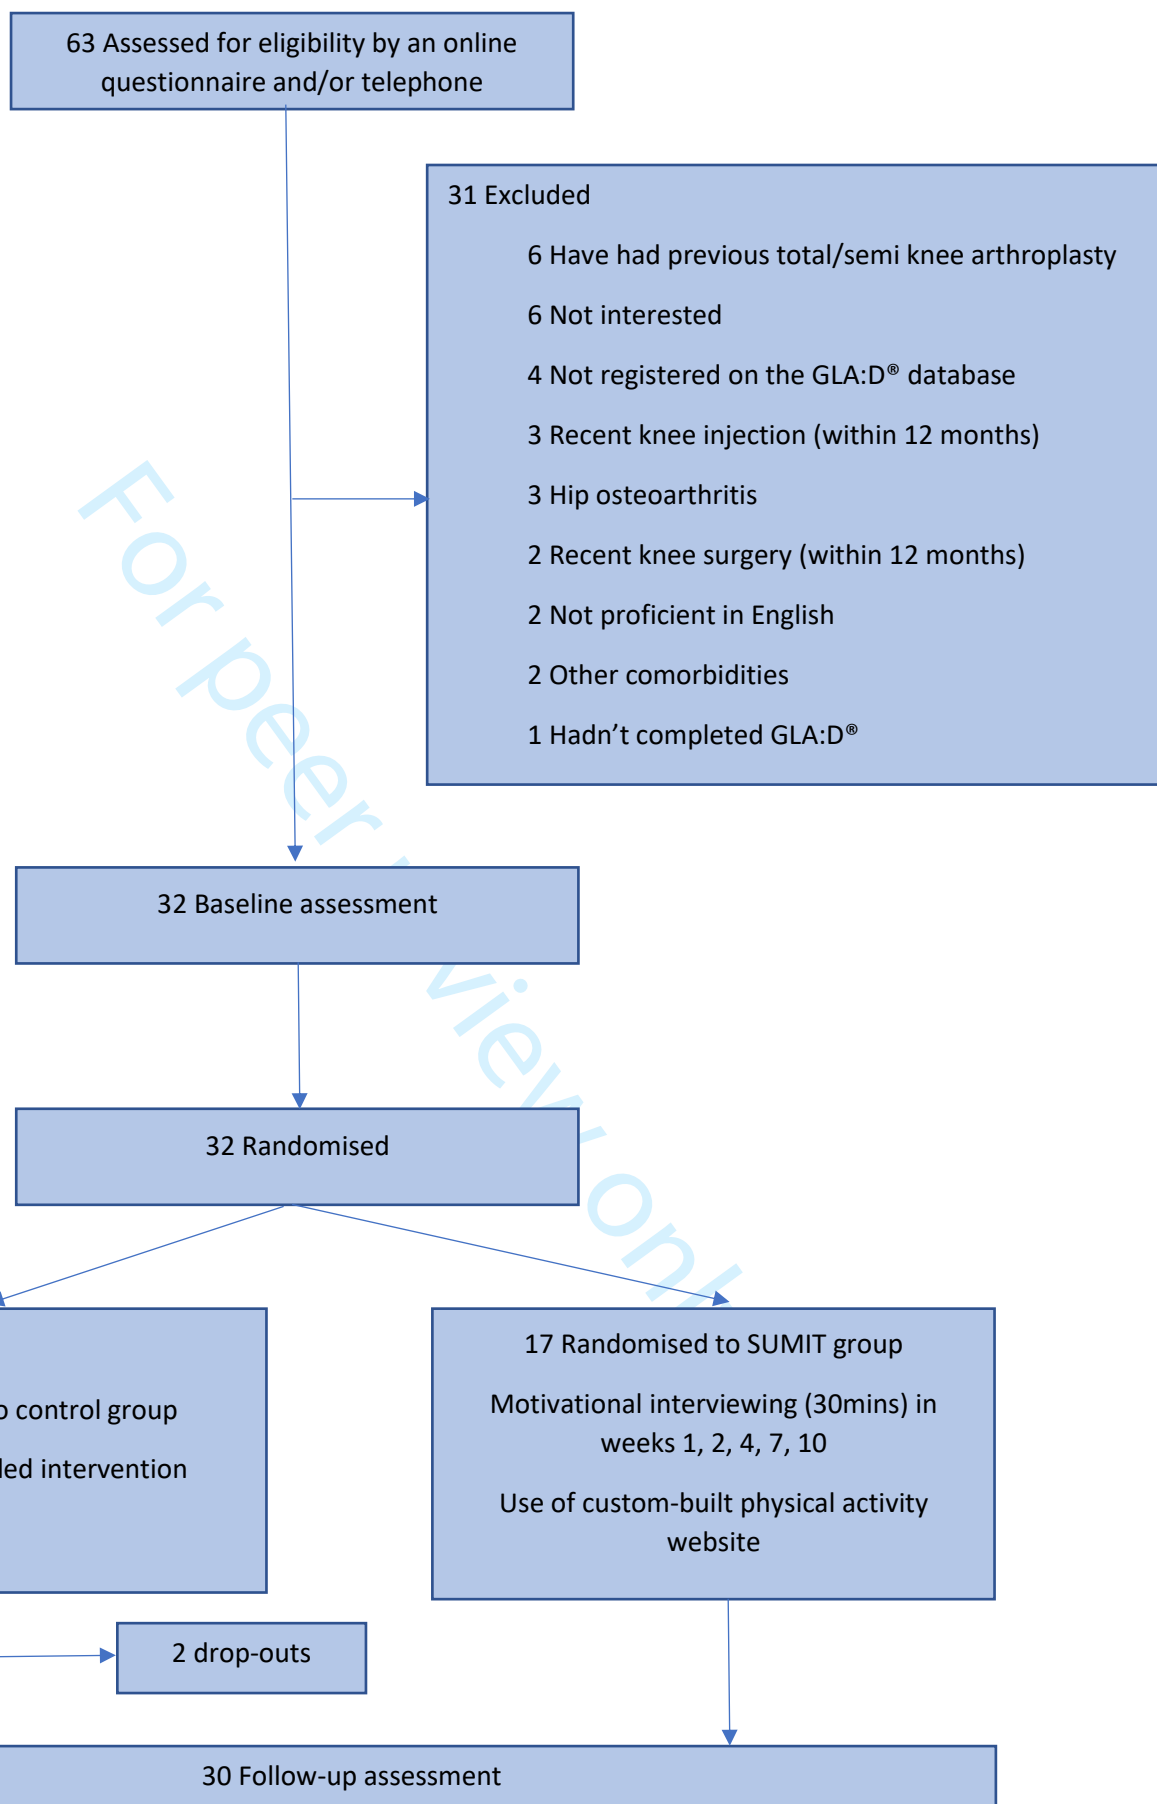 63 Assessed for eligibility by an online
questionnaire and/or telephone
31 Excluded
6 Have had previous total/semi knee arthroplasty
6 Not interested
4 Not registered on the GLA:D® database
3 Recent knee injection (within 12 months)
3 Hip osteoarthritis
2 Recent knee surgery (within 12 months)
2 Not proficient in English
2 Other comorbidities
1 Hadn't completed GLA:D®
For peer view only
32 Baseline assessment
32 Randomised
control group
intervention
17 Randomised to SUMIT group
Motivational interviewing (30mins) in
weeks 1, 2, 4, 7, 10
Use of custom-built physical activity
website
2 drop-outs
30 Follow-up assessment